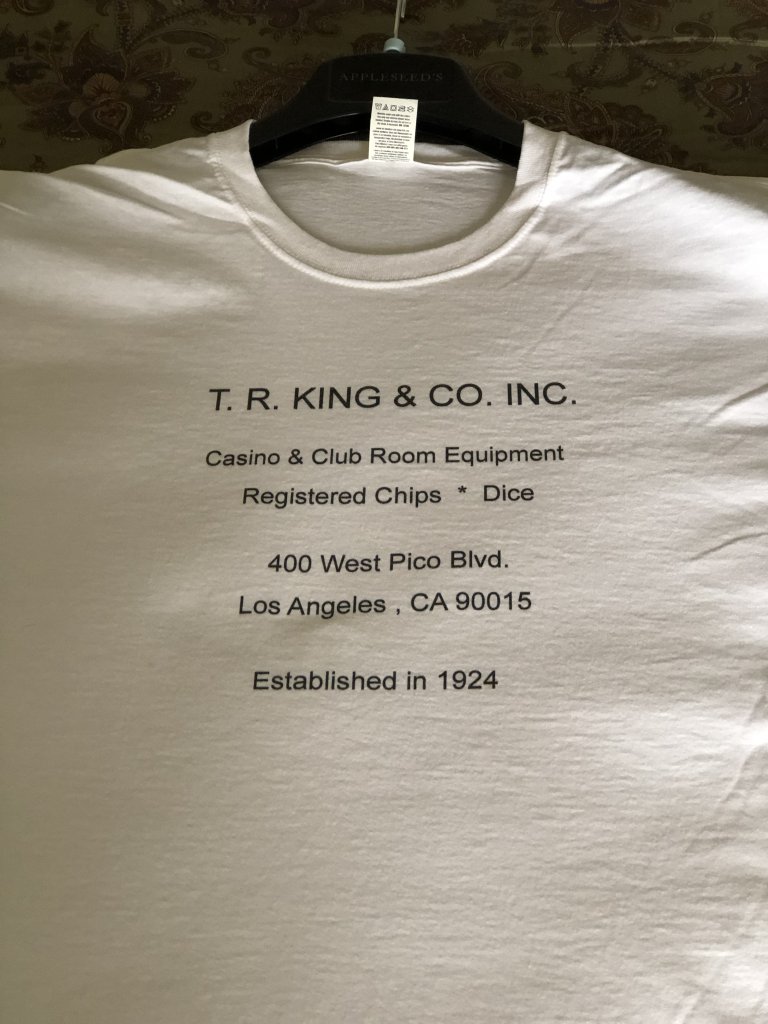 APPLESEED'S
T. R. KING & CO. INC.
Casino & Club Room Equipment
Registered Chips * Dice
400 West Pico Blvd.
Los Angeles , CA 90015
Established in 1924